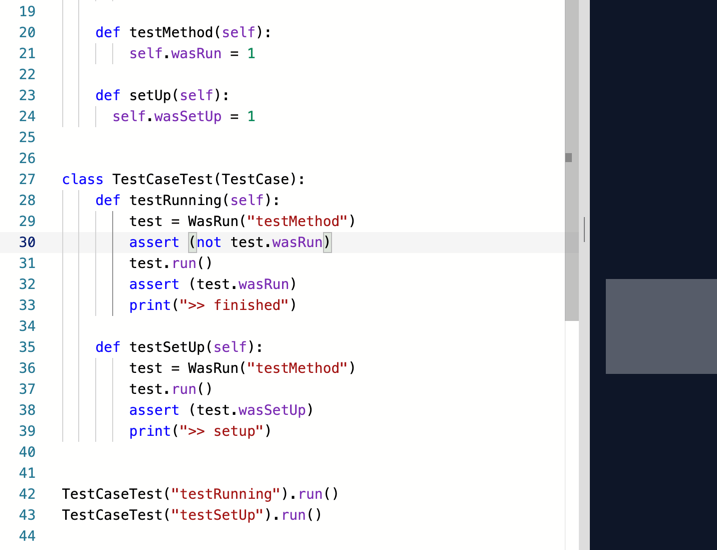 19
20 def testMethod(self):
21 self.wasRun = 1
22
23 def setUp(self):
24 self.wasSetUp = 1
25
26
27 class TestCaseTest(TestCase):
28 def testRunning(self):
29 test = WasRun("testMethod")
30 assert (not test.wasRun)
31 test.run()
32 assert (test.wasRun)
33 print(">> finished")
34
35 def testSetUp(self):
36 test = WasRun("testMethod")
37 test.run()
38 assert (test.wasSetUp)
39 print(">> setup")
40
41
42 TestCaseTest("testRunning").run()
43 TestCaseTest("testSetUp").run()
44